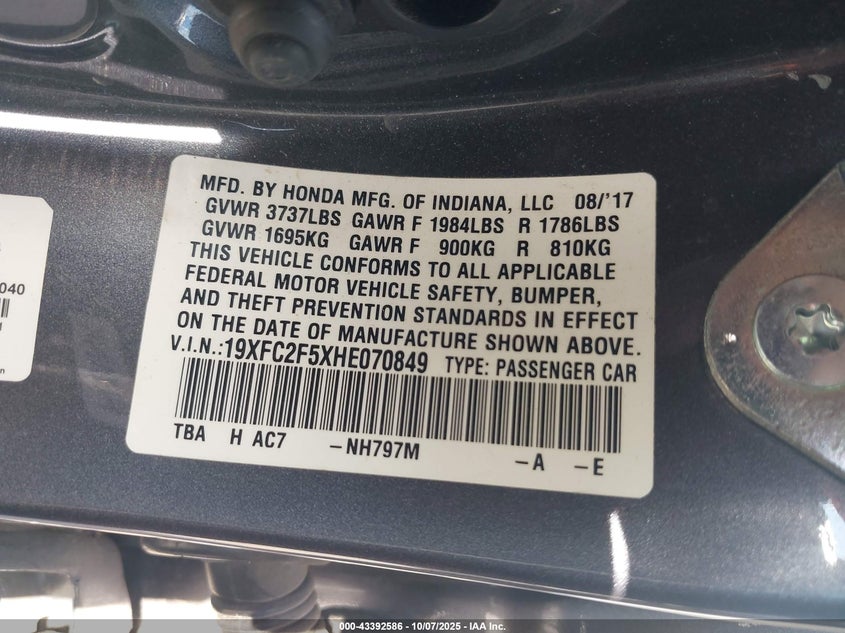 MFD. BY HONDA MFG. OF INDIANA, LLC 08/'17
GVWR 3737LBS GAWR F 1984LBS R 1786LBS
GVWR 1695KG GAWR F 900KG R 810KG
THIS VEHICLE CONFORMS TO ALL APPLICABLE
FEDERAL MOTOR VEHICLE SAFETY, BUMPER,
AND THEFT PREVENTION STANDARDS IN EFFECT
ON THE DATE OF MANUFACTURE SHOWN ABOVE.
V.I.N.:19XFC2F5XHE070849 TYPE: PASSENGER CAR
TBA H AC7 -NH797M -A -E
040
000-43392586 - 10/07/2025 - IAA Inc.